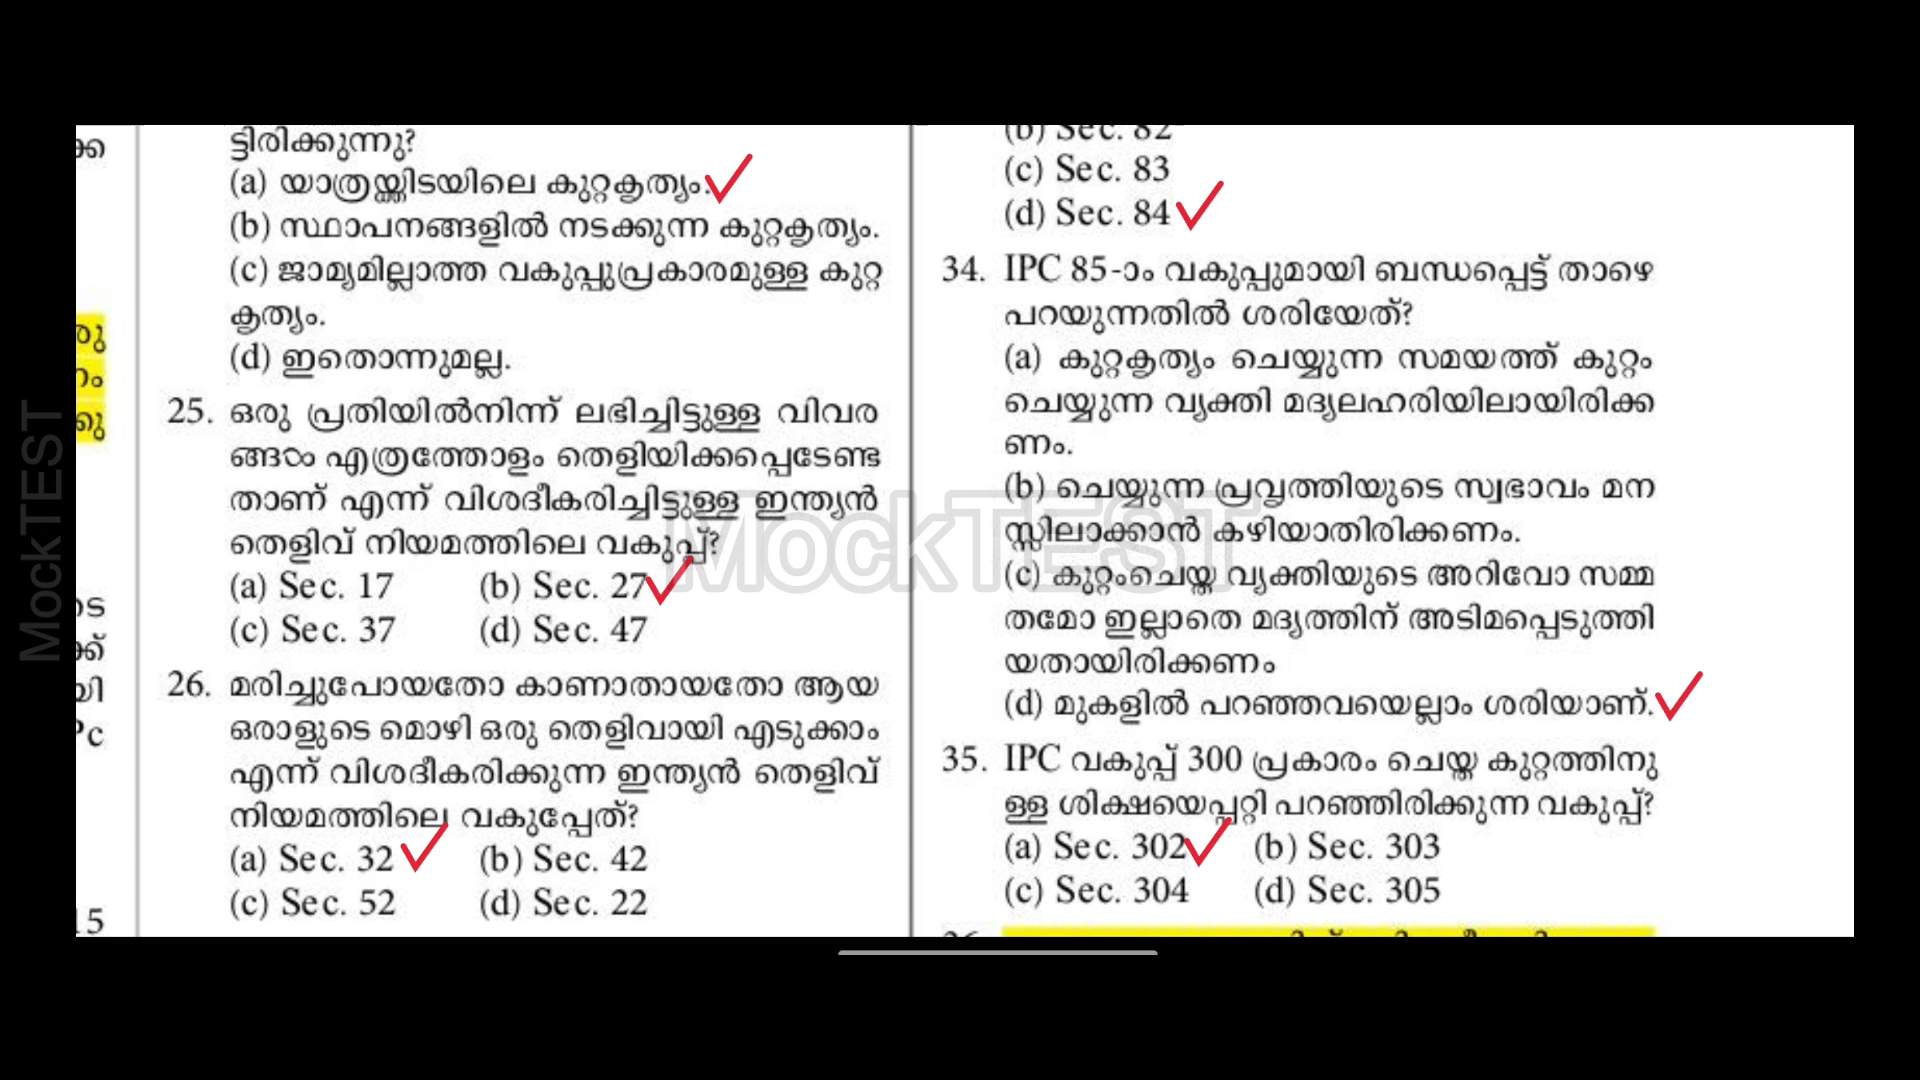 MockTEST
ക്ക
രു
നം
ക്ക്
യി
Pc
15
ട്ടിരിക്കുന്നു?
(a) യാത്രയ്ക്കിടയിലെ കുറ്റകൃത്യം.
(b) സ്ഥാപനങ്ങളിൽ നടക്കുന്ന കുറ്റകൃത്യം.
(c) ജാമ്യമില്ലാത്ത വകുപ്പുപ്രകാരമുള്ള കുറ്റ
കൃത്യം.
(d) ഇതൊന്നുമല്ല.
25. ഒരു പ്രതിയിൽനിന്ന് ലഭിച്ചിട്ടുള്ള വിവര
ങ്ങഠം എത്രത്തോളം തെളിയിക്കപ്പെടേണ്ട
താണ് എന്ന് വിശദീകരിച്ചിട്ടുള്ള ഇന്ത്യൻ
തെളിവ് നിയമത്തിലെ വകുപ്പ്?
(a) Sec. 17 (b) Sec. 27
(c) Sec. 37 (d) Sec. 47
26. മരിച്ചുപോയതോ കാണാതായതോ ആയ
ഒരാളുടെ മൊഴി ഒരു തെളിവായി എടുക്കാം
എന്ന് വിശദീകരിക്കുന്ന ഇന്ത്യൻ തെളിവ്
നിയമത്തിലെ വകുപ്പേത്?
(a) Sec. 32 (b) Sec. 42
(c) Sec. 52 (d) Sec. 22
(b) Sec. 82
(c) Sec. 83
(d) Sec. 84
34. IPC 85-ാം വകുപ്പുമായി ബന്ധപ്പെട്ട് താഴെ
പറയുന്നതിൽ ശരിയേത്?
(a) കുറ്റകൃത്യം ചെയ്യുന്ന സമയത്ത് കുറ്റം
ചെയ്യുന്ന വ്യക്തി മദ്യലഹരിയിലായിരിക്ക
ണം.
(b) ചെയ്യുന്ന പ്രവൃത്തിയുടെ സ്വഭാവം മന
സ്സിലാക്കാൻ കഴിയാതിരിക്കണം.
(c) കുറ്റംചെയ്ത വ്യക്തിയുടെ അറിവോ സമ്മ
തമോ ഇല്ലാതെ മദ്യത്തിന് അടിമപ്പെടുത്തി
യതായിരിക്കണം
(d) മുകളിൽ പറഞ്ഞവയെല്ലാം ശരിയാണ്.
35. IPC വകുപ്പ് 300 പ്രകാരം ചെയ്ത കുറ്റത്തിനു
ള്ള ശിക്ഷയെപ്പറ്റി പറഞ്ഞിരിക്കുന്ന വകുപ്പ്?
(a) Sec. 302 (b) Sec. 303
(c) Sec. 304 (d) Sec. 305
MockTEST